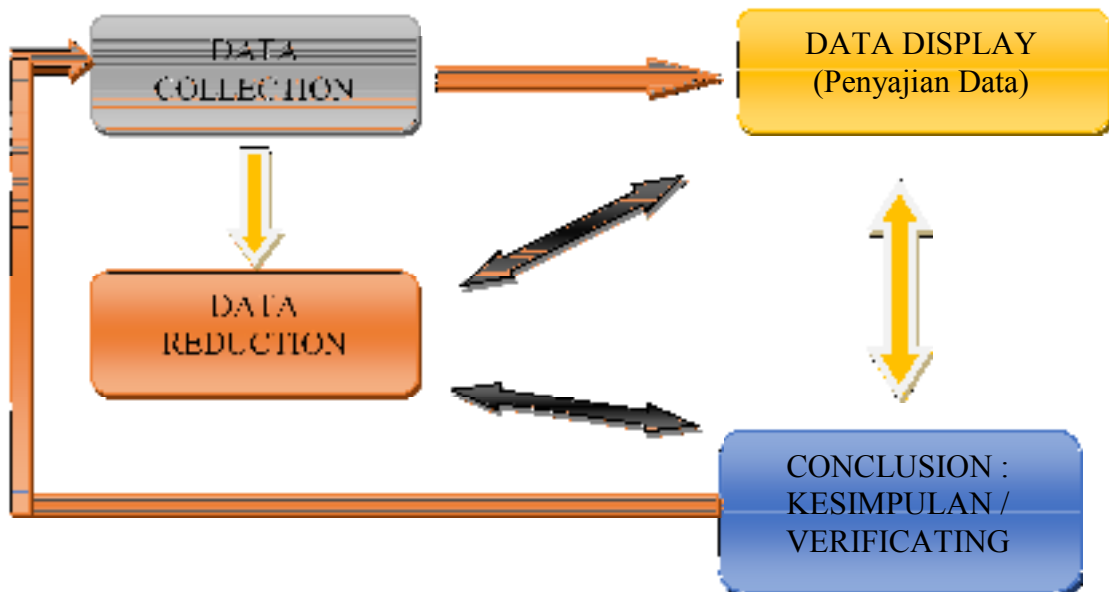 DATA
COLLECTION
DATA DISPLAY
(Penyajian Data)
DATA
REDUCTION
CONCLUSION :
KESIMPULAN /
VERIFICATING